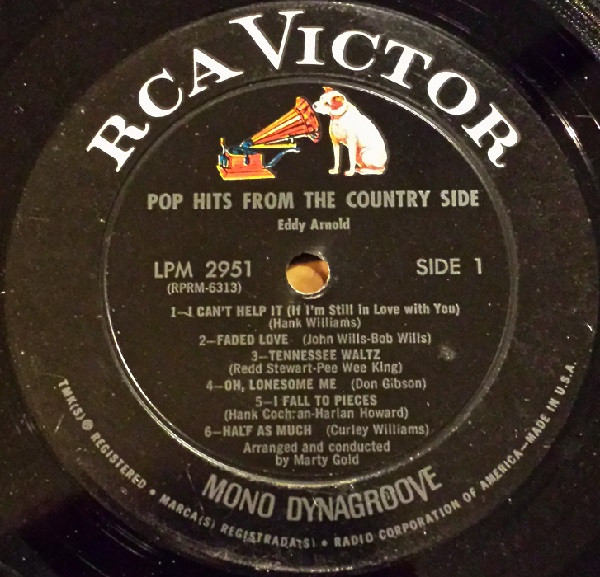 RCA VICTOR
POP HITS FROM THE COUNTRY SIDE
Eddy Arnold
LPM 2951
SIDE 1
(RPRM-6313)
1—I CAN'T HELP IT (If I'm Still in Love with You)
(Hank Williams)
2—FADED LOVE (John Wills-Bob Wills)
3—TENNESSEE WALTZ
(Redd Stewart-Pee Wee King)
4—OH, LONESOME ME (Don Gibson)
5—I FALL TO PIECES
(Hank Cochran-Harlan Howard)
6—HALF AS MUCH (Curley Williams)
Arranged and conducted
by Marty Gold
MONO DYNAGROOVE
TMK(S) ® REGISTERED • MARCA(S) REGISTRADA(S) • RADIO CORPORATION OF AMERICA—MADE IN U.S.A.